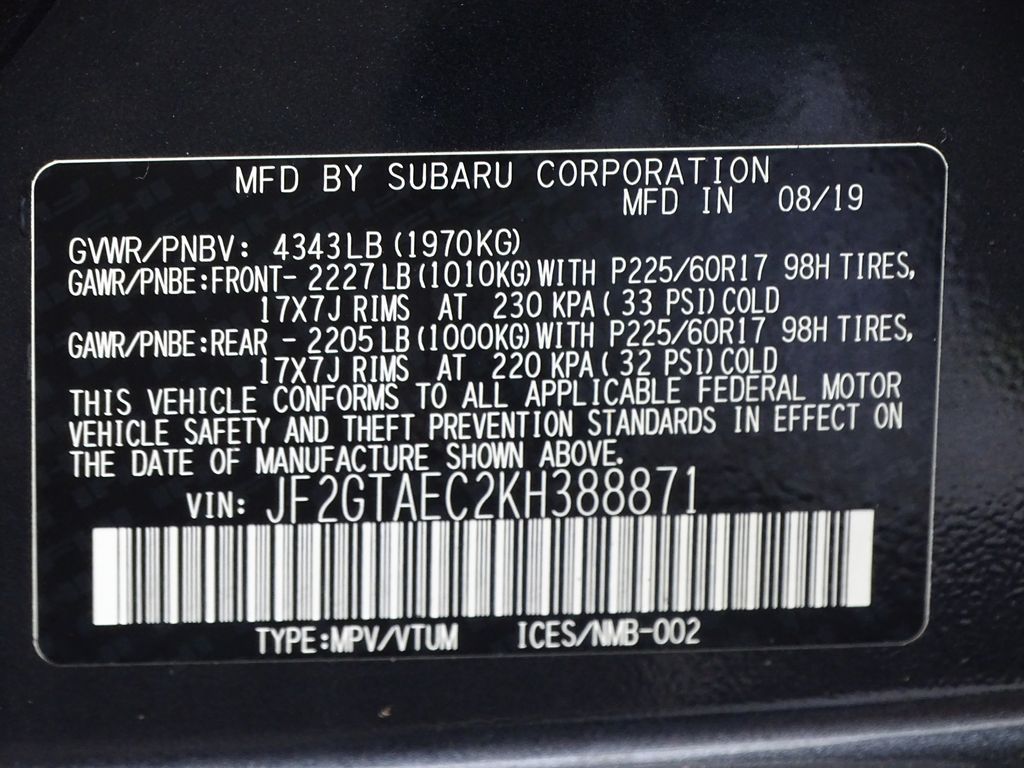 MFD BY SUBARU CORPORATION
MFD IN 08/19
GVWR/PNBV: 4343LB (1970KG)
GAWR/PNBE:FRONT- 2227LB (1010KG)WITH P225/60R17 98H TIRES,
17X7J RIMS AT 230 KPA( 33 PSI)COLD
GAWR/PNBE:REAR - 2205LB (1000KG)WITH P225/60R17 98H TIRES,
17X7J RIMS AT 220 KPA( 32 PSI)COLD
THIS VEHICLE CONFORMS TO ALL APPLICABLE FEDERAL MOTOR
VEHICLE SAFETY AND THEFT PREVENTION STANDARDS IN EFFECT ON
THE DATE OF MANUFACTURE SHOWN ABOVE.
VIN: JF2GTAEC2KH388871
TYPE:MPV/VTUM ICES/NMB-002